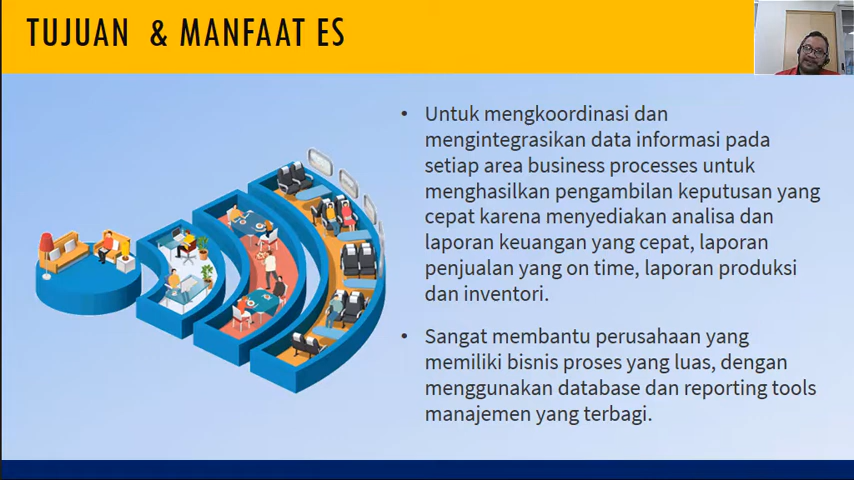 TUJUAN & MANFAAT ES
• Untuk mengkoordinasi dan
mengintegrasikan data informasi pada
setiap area business processes untuk
menghasilkan pengambilan keputusan yang
cepat karena menyediakan analisa dan
laporan keuangan yang cepat, laporan
penjualan yang on time, laporan produksi
dan inventori.
• Sangat membantu perusahaan yang
memiliki bisnis proses yang luas, dengan
menggunakan database dan reporting tools
manajemen yang terbagi.